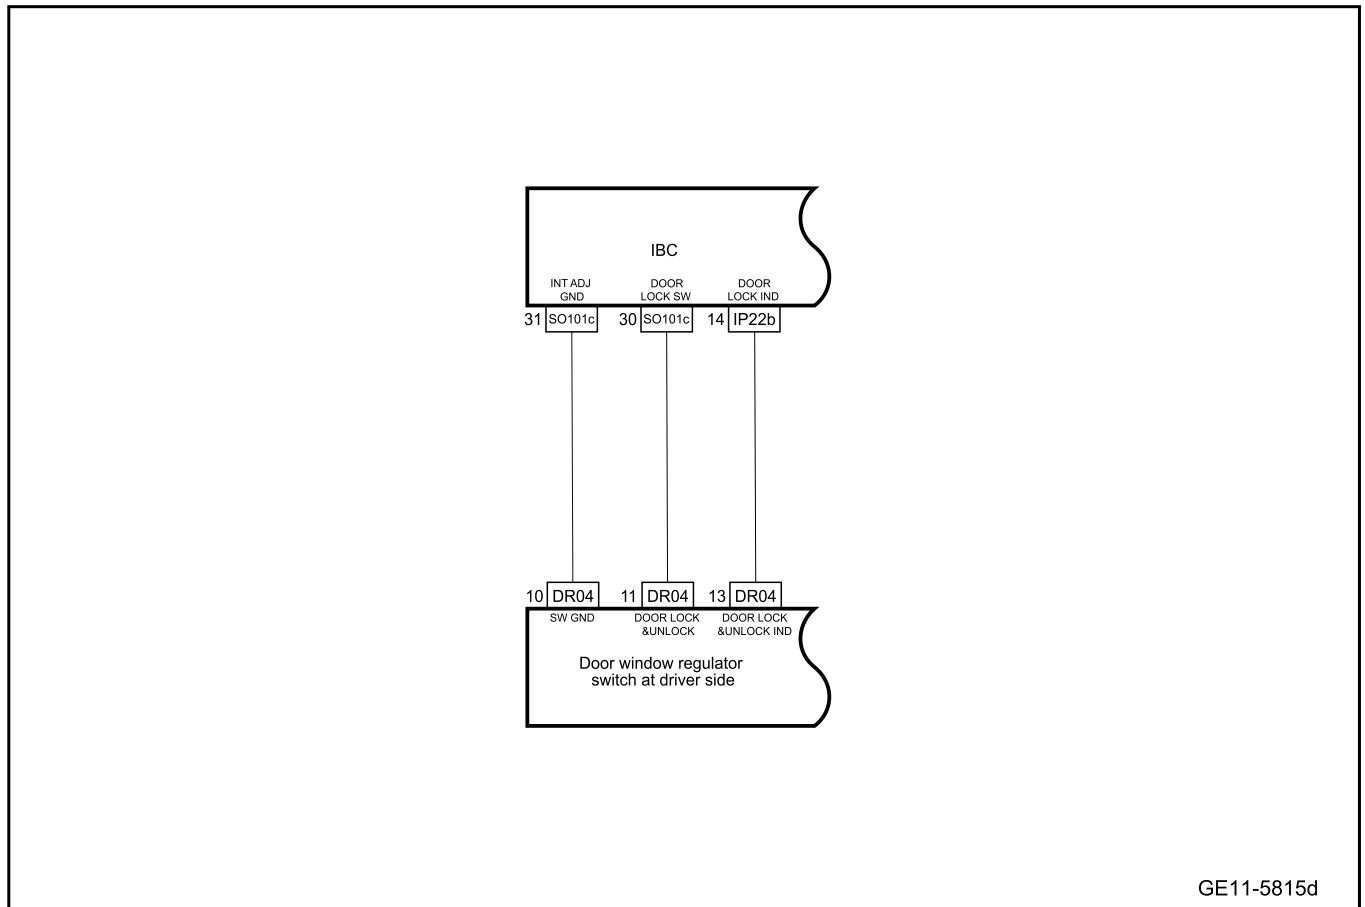 IBC
INT ADJ
GND
DOOR
LOCK SW
DOOR
LOCK IND
31 SO101c
30 SO101c
14 IP22b
10 DR04
11 DR04
13 DR04
SW GND
DOOR LOCK
&UNLOCK
DOOR LOCK
&UNLOCK IND
Door window regulator
switch at driver side
GE11-5815d